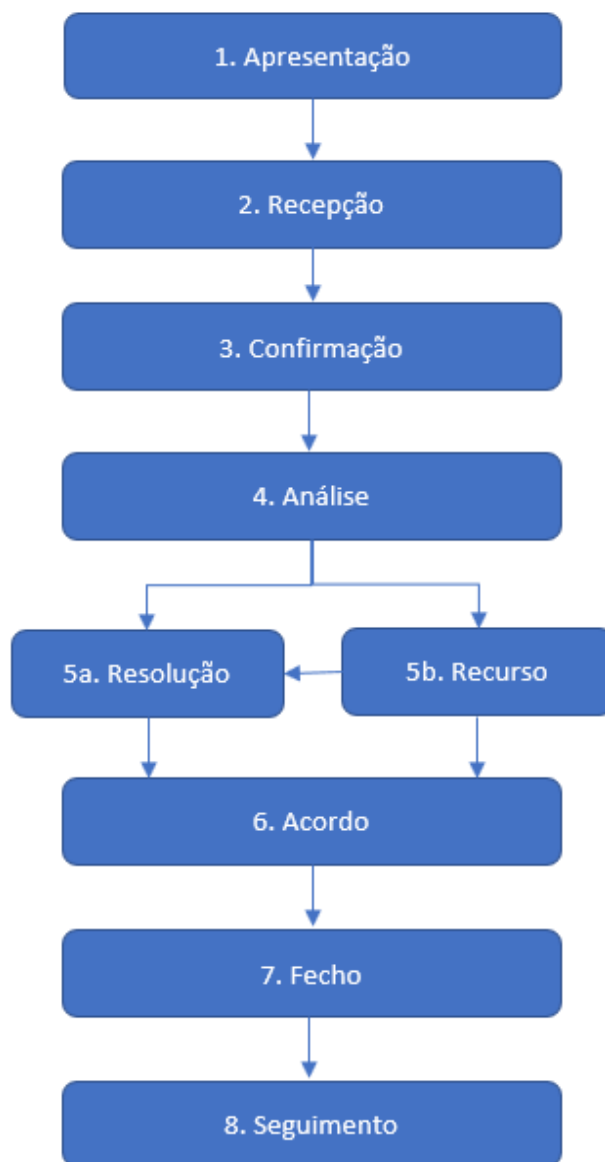 1. Apresentação
2. Recepção
3. Confirmação
4. Análise
5a. Resolução
5b. Recurso
6. Acordo
7. Fecho
8. Seguimento